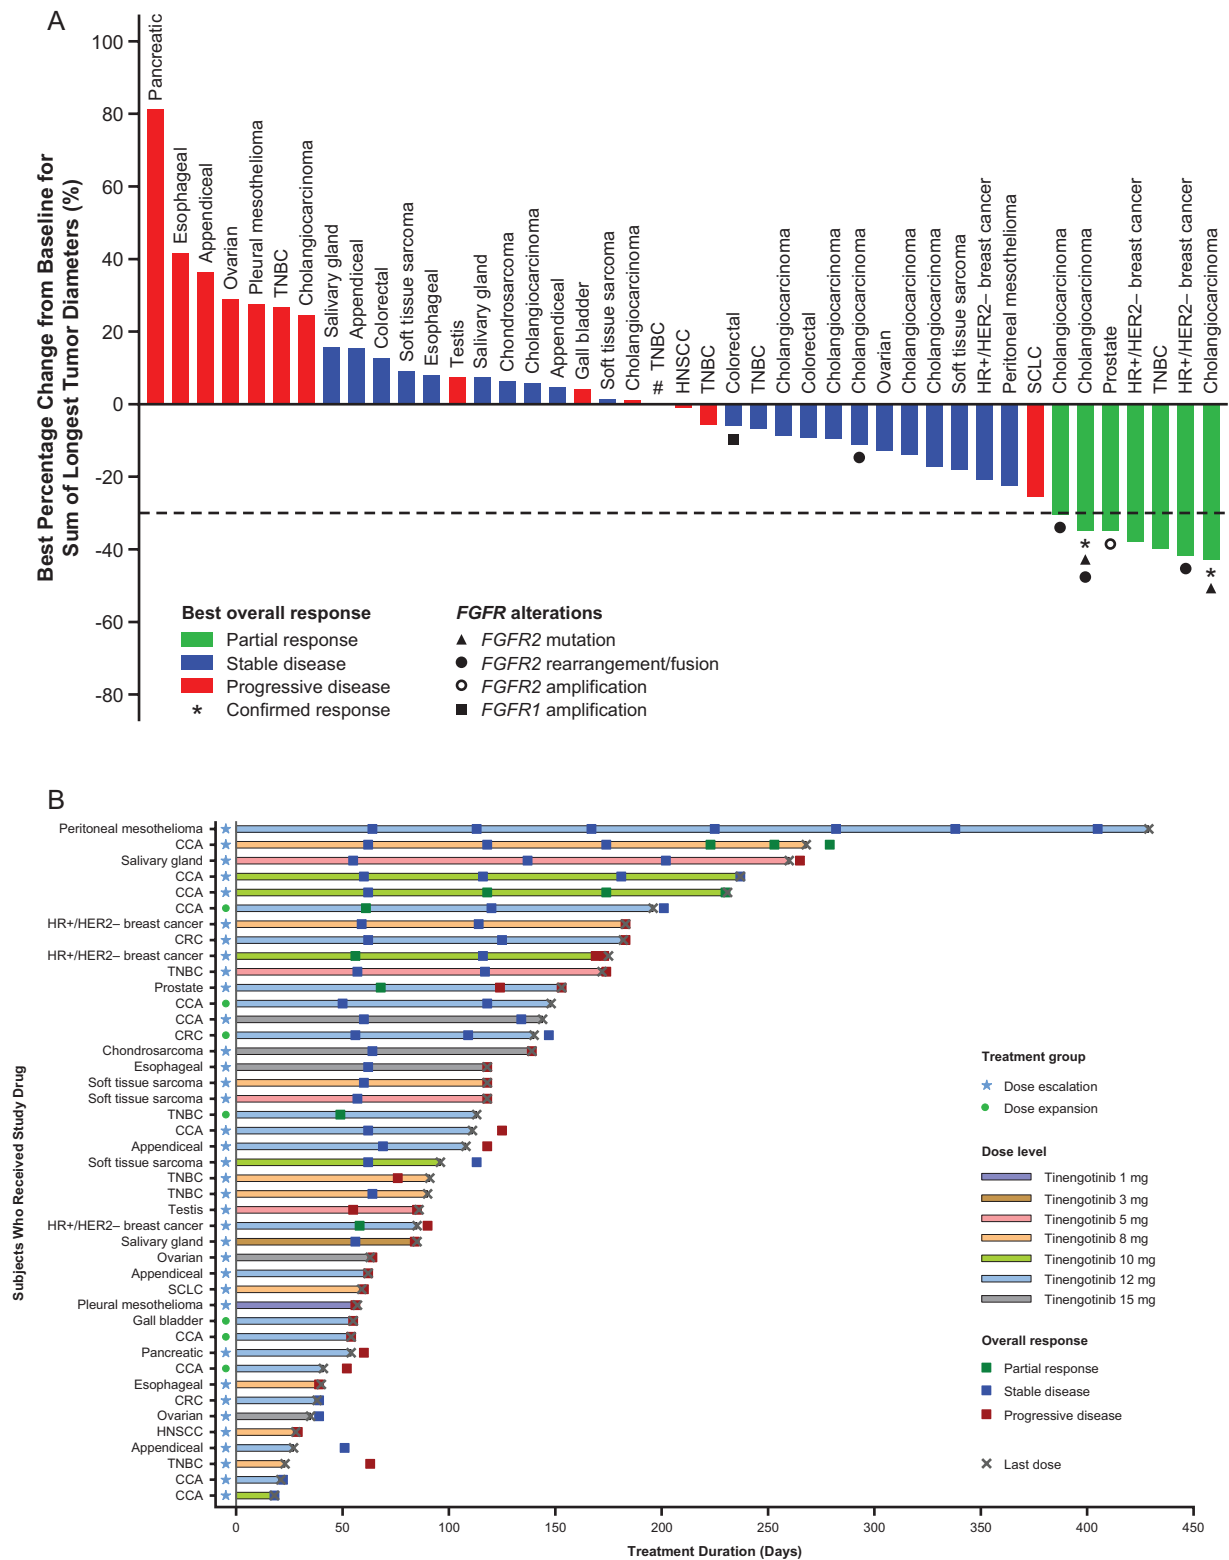 A
Best Percentage Change from Baseline for
Sum of Longest Tumor Diameters (%)
100
80
60
40
20
0
-20
-40
-60
-80
Pancreatic
Esophageal
Appendiceal
Ovarian
Pleural mesothelioma
TNBC
Cholangiocarcinoma
Salivary gland
Appendiceal
Colorectal
Soft tissue sarcoma
Esophageal
Testis
Salivary gland
Chondrosarcoma
Cholangiocarcinoma
Appendiceal
Gall bladder
Soft tissue sarcoma
Cholangiocarcinoma
# TNBC
HNSCC
TNBC
Colorectal
TNBC
Cholangiocarcinoma
Colorectal
Cholangiocarcinoma
Cholangiocarcinoma
Ovarian
Cholangiocarcinoma
Cholangiocarcinoma
Soft tissue sarcoma
HR+/HER2– breast cancer
Peritoneal mesothelioma
SCLC
Cholangiocarcinoma
Cholangiocarcinoma
Prostate
HR+/HER2– breast cancer
TNBC
HR+/HER2– breast cancer
Cholangiocarcinoma
*
*
Best overall response
Partial response
Stable disease
Progressive disease
* Confirmed response
FGFR alterations
FGFR2 mutation
FGFR2 rearrangement/fusion
FGFR2 amplification
FGFR1 amplification
B
Subjects Who Received Study Drug
Peritoneal mesothelioma
CCA
Salivary gland
CCA
CCA
CCA
HR+/HER2– breast cancer
CRC
HR+/HER2– breast cancer
TNBC
Prostate
CCA
CCA
CRC
Chondrosarcoma
Esophageal
Soft tissue sarcoma
Soft tissue sarcoma
TNBC
CCA
Appendiceal
Soft tissue sarcoma
TNBC
TNBC
Testis
HR+/HER2– breast cancer
Salivary gland
Ovarian
Appendiceal
SCLC
Pleural mesothelioma
Gall bladder
CCA
Pancreatic
CCA
Esophageal
CRC
Ovarian
HNSCC
Appendiceal
TNBC
CCA
CCA
Treatment group
Dose escalation
Dose expansion
Dose level
Tinengotinib 1 mg
Tinengotinib 3 mg
Tinengotinib 5 mg
Tinengotinib 8 mg
Tinengotinib 10 mg
Tinengotinib 12 mg
Tinengotinib 15 mg
Overall response
Partial response
Stable disease
Progressive disease
Last dose
0 50 100 150 200 250 300 350 400 450
Treatment Duration (Days)